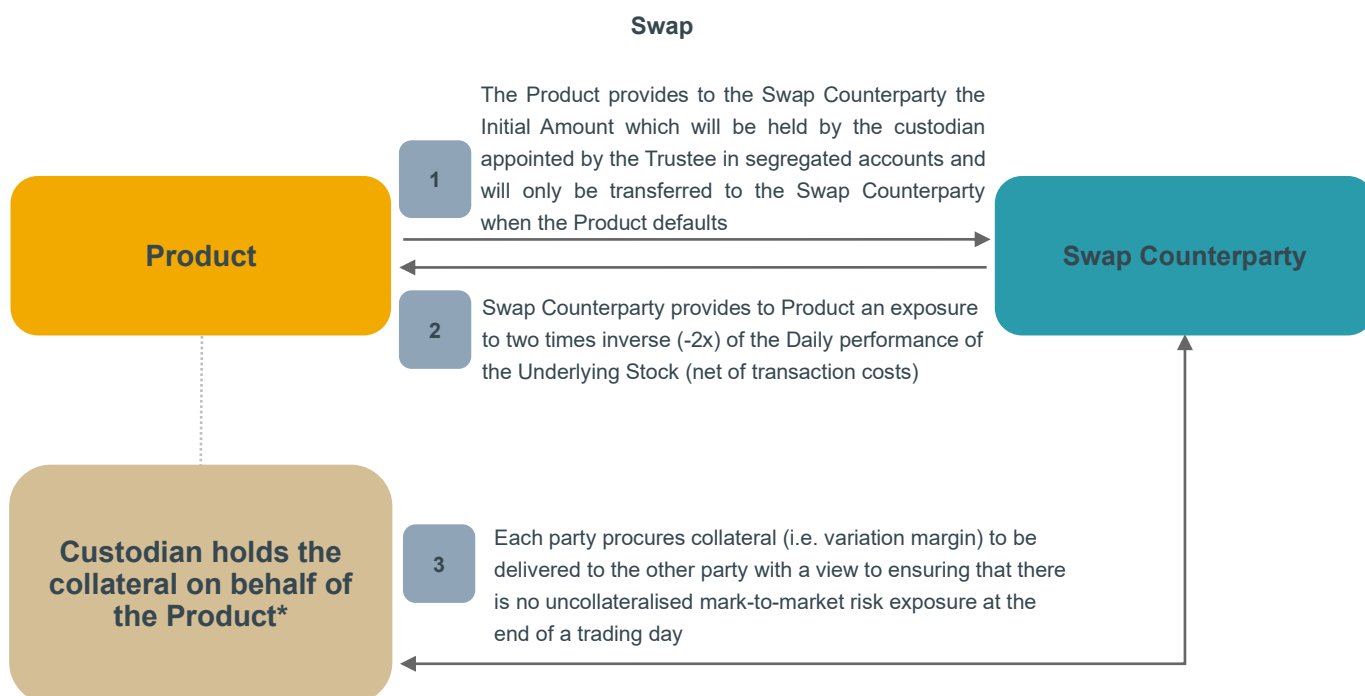 Swap
The Product provides to the Swap Counterparty the
Initial Amount which will be held by the custodian
appointed by the Trustee in segregated accounts and
will only be transferred to the Swap Counterparty
when the Product defaults
1
Product
Swap Counterparty
2
Swap Counterparty provides to Product an exposure
to two times inverse (-2x) of the Daily performance of
the Underlying Stock (net of transaction costs)
Custodian holds the
collateral on behalf of
the Product*
3
Each party procures collateral (i.e. variation margin) to be
delivered to the other party with a view to ensuring that there
is no uncollateralised mark-to-market risk exposure at the
end of a trading day